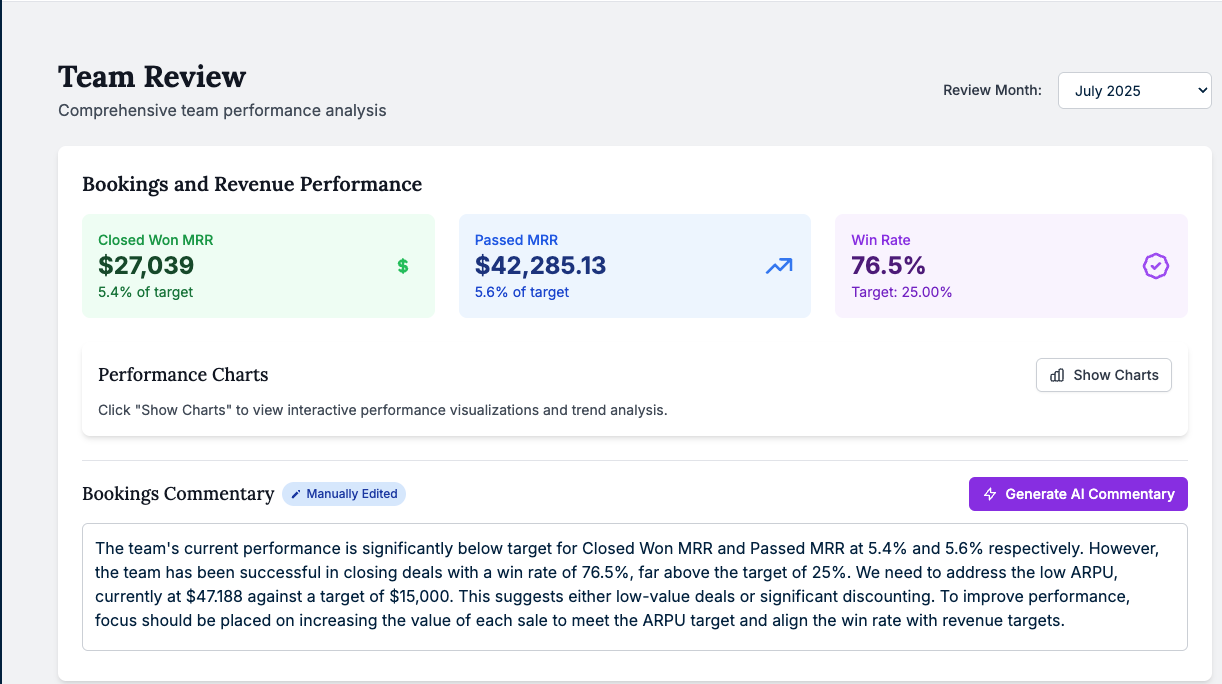 Team Review
Comprehensive team performance analysis
Review Month:
July 2025
Bookings and Revenue Performance
Closed Won MRR
$27,039
5.4% of target
$
Passed MRR
$42,285.13
5.6% of target
Win Rate
76.5%
Target: 25.00%
Performance Charts
Show Charts
Click "Show Charts" to view interactive performance visualizations and trend analysis.
Bookings Commentary
Manually Edited
Generate AI Commentary
The team's current performance is significantly below target for Closed Won MRR and Passed MRR at 5.4% and 5.6% respectively. However,
the team has been successful in closing deals with a win rate of 76.5%, far above the target of 25%. We need to address the low ARPU,
currently at $47.188 against a target of $15,000. This suggests either low-value deals or significant discounting. To improve performance,
focus should be placed on increasing the value of each sale to meet the ARPU target and align the win rate with revenue targets.